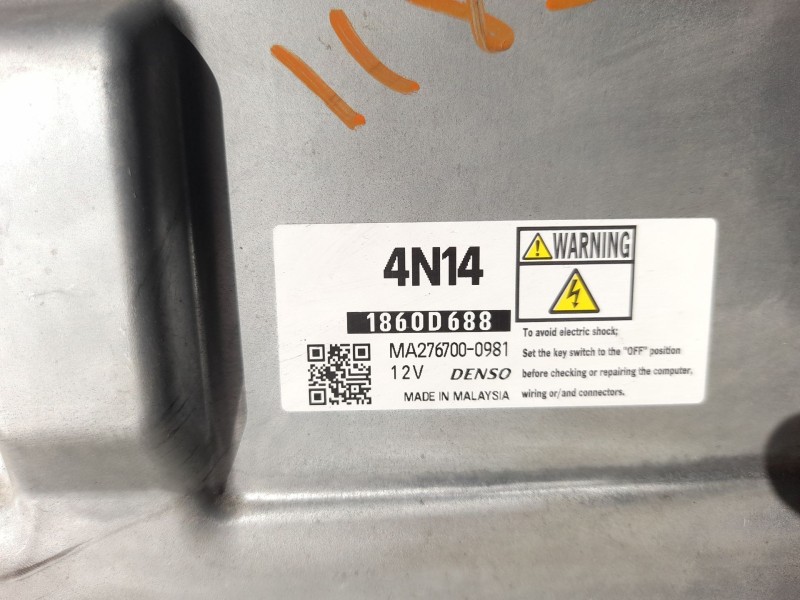 4N14
1860D688
MA276700-0981
12V DENSO
MADE IN MALAYSIA
WARNING
To avoid electric shock;
Set the key switch to the "OFF" position
before checking or repairing the computer,
wiring or/and connectors.